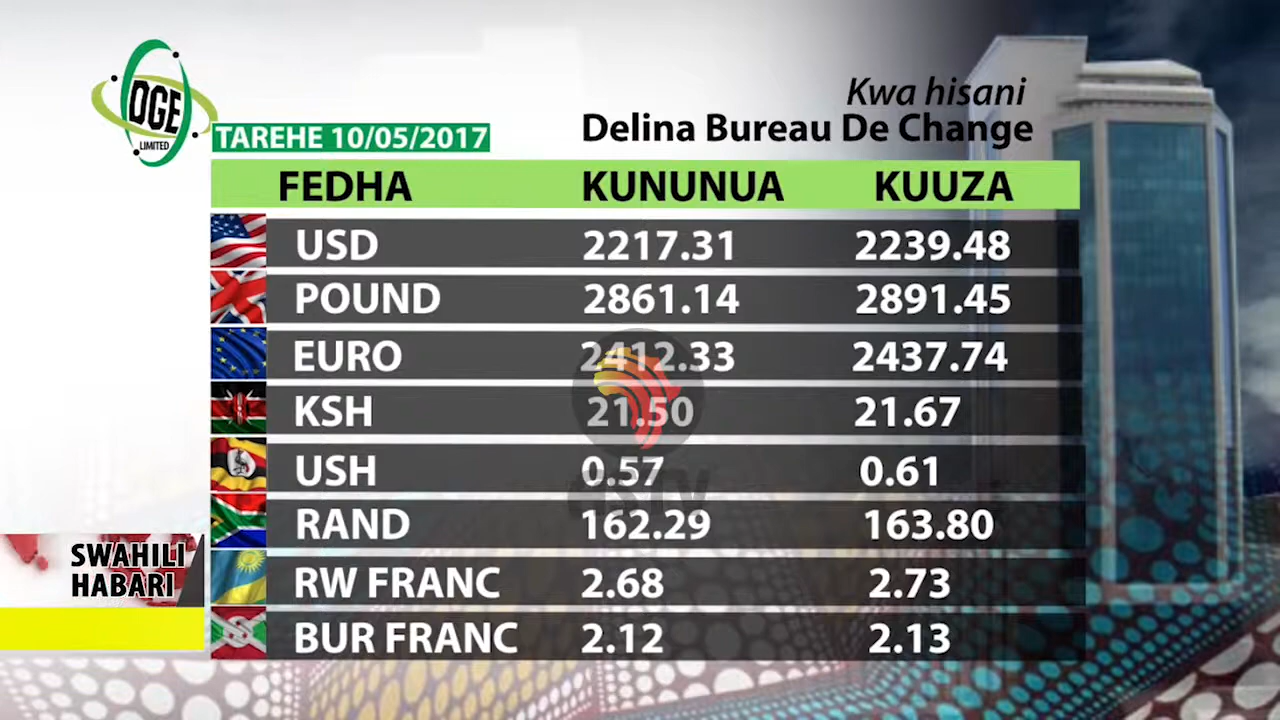 DGE
LIMITED
TAREHE 10/05/2017
Kwa hisani
Delina Bureau De Change
FEDHA KUNUNUA KUUZA
USD 2217.31 2239.48
POUND 2861.14 2891.45
EURO 2412.33 2437.74
KSH 21.50 21.67
USH 0.57 0.61
RAND 162.29 163.80
RW FRANC 2.68 2.73
BUR FRANC 2.12 2.13
SWAHILI
HABARI